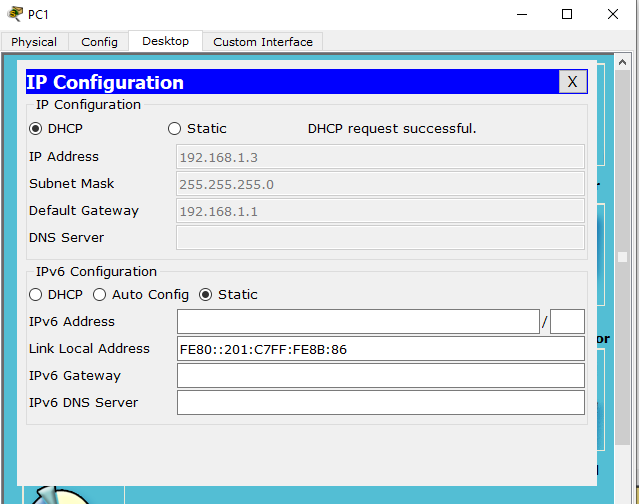 PC1
Physical Config Desktop Custom Interface
IP Configuration X
IP Configuration
DHCP Static DHCP request successful.
IP Address 192.168.1.3
Subnet Mask 255.255.255.0
Default Gateway 192.168.1.1
DNS Server
IPv6 Configuration
DHCP Auto Config Static
IPv6 Address /
Link Local Address FE80::201:C7FF:FE8B:86
IPv6 Gateway
IPv6 DNS Server